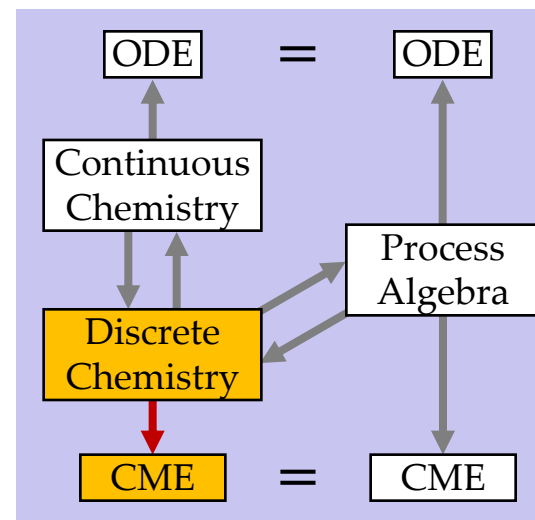 ODE = ODE
Continuous
Chemistry
Process
Algebra
Discrete
Chemistry
CME = CME